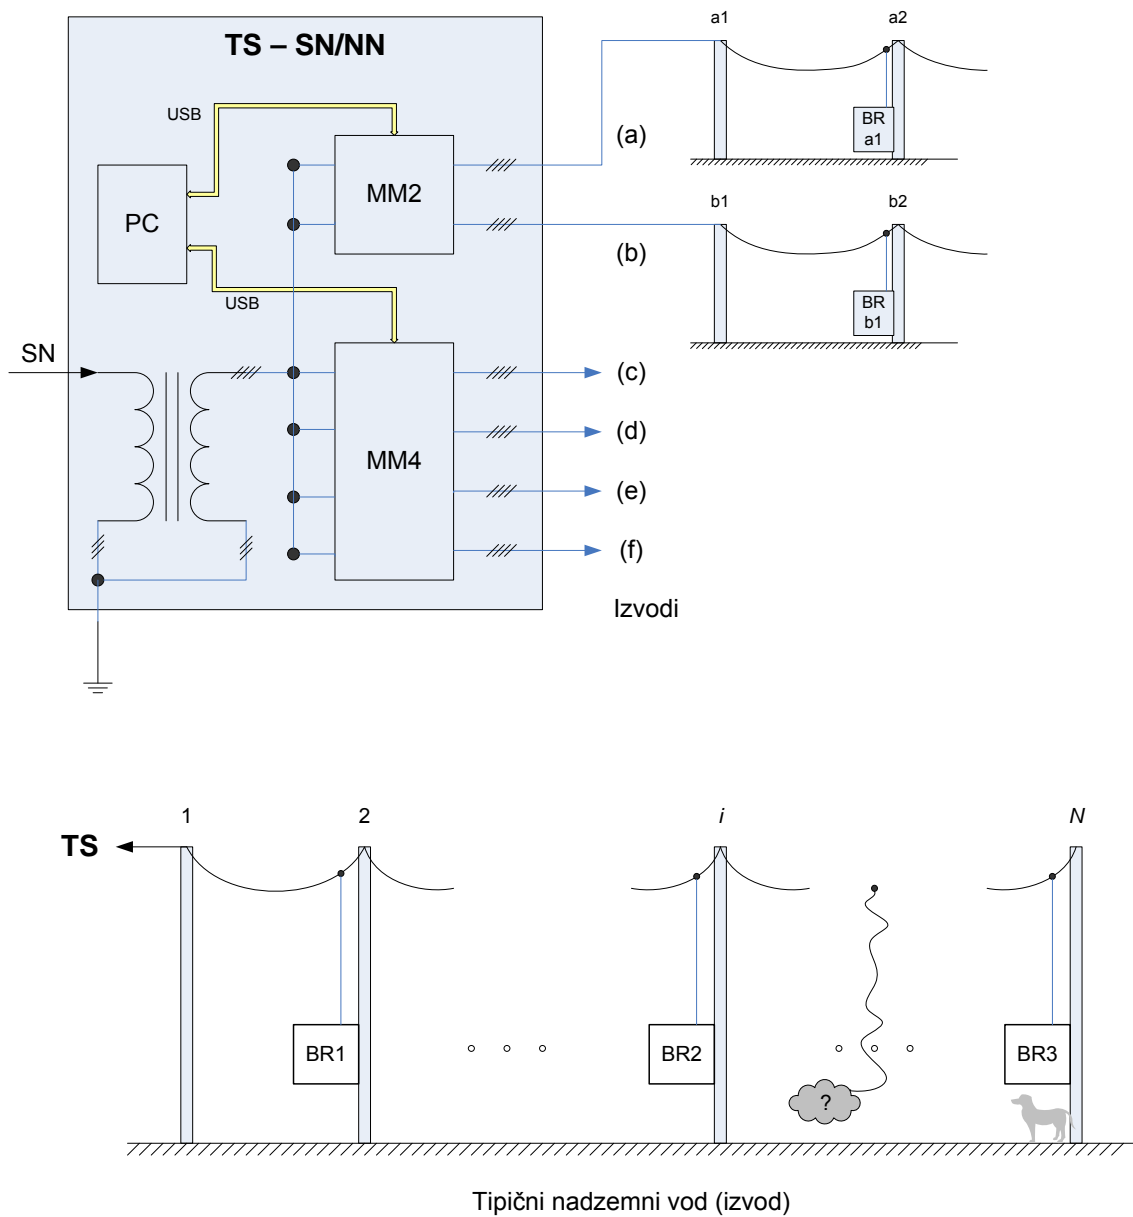 TS – SN/NN
a1
a2
USB
(a)
BR
a1
MM2
PC
b1
b2
(b)
BR
b1
USB
SN
(c)
(d)
MM4
(e)
(f)
Izvodi
1
2
i
N
TS
BR1
BR2
BR3
?
Tipični nadzemni vod (izvod)